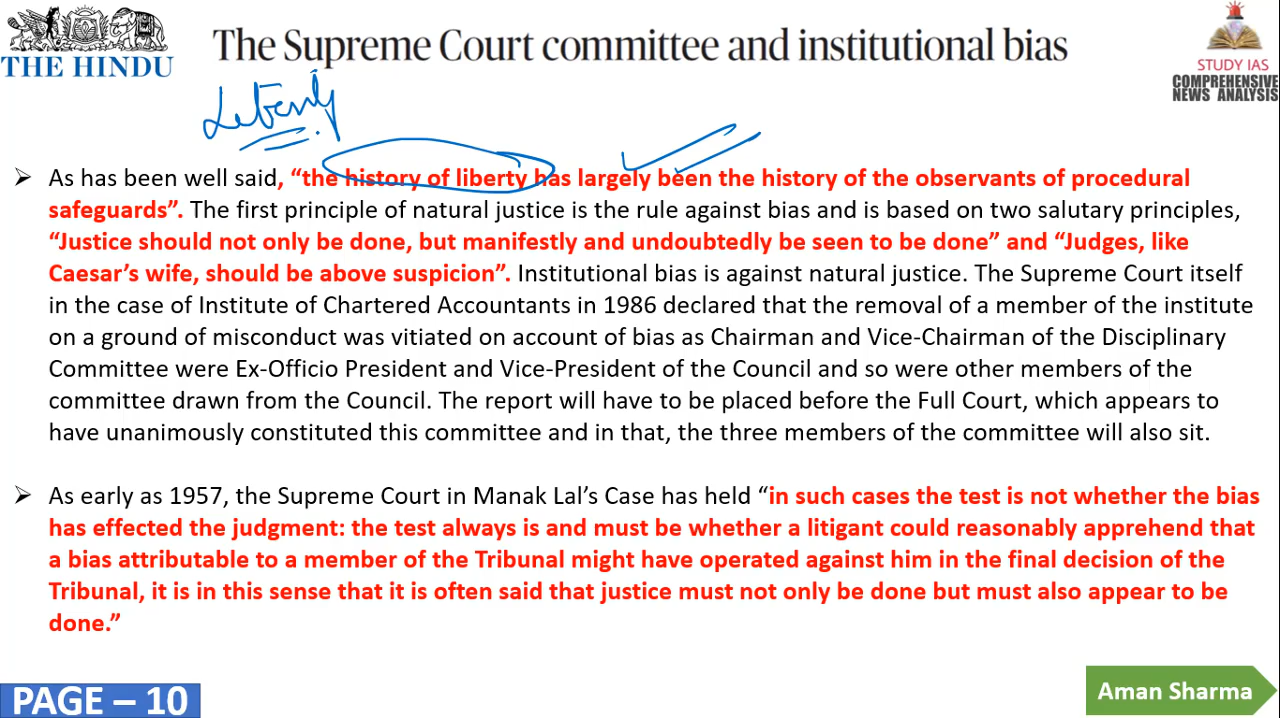 THE HINDU
The Supreme Court committee and institutional bias
STUDY IAS
COMPREHENSIVE
NEWS ANALYSIS
Liberty
➢ As has been well said, “the history of liberty has largely been the history of the observants of procedural
safeguards”. The first principle of natural justice is the rule against bias and is based on two salutary principles,
“Justice should not only be done, but manifestly and undoubtedly be seen to be done” and “Judges, like
Caesar’s wife, should be above suspicion”. Institutional bias is against natural justice. The Supreme Court itself
in the case of Institute of Chartered Accountants in 1986 declared that the removal of a member of the institute
on a ground of misconduct was vitiated on account of bias as Chairman and Vice-Chairman of the Disciplinary
Committee were Ex-Officio President and Vice-President of the Council and so were other members of the
committee drawn from the Council. The report will have to be placed before the Full Court, which appears to
have unanimously constituted this committee and in that, the three members of the committee will also sit.
➢ As early as 1957, the Supreme Court in Manak Lal’s Case has held “in such cases the test is not whether the bias
has effected the judgment: the test always is and must be whether a litigant could reasonably apprehend that
a bias attributable to a member of the Tribunal might have operated against him in the final decision of the
Tribunal, it is in this sense that it is often said that justice must not only be done but must also appear to be
done.”
PAGE – 10
Aman Sharma